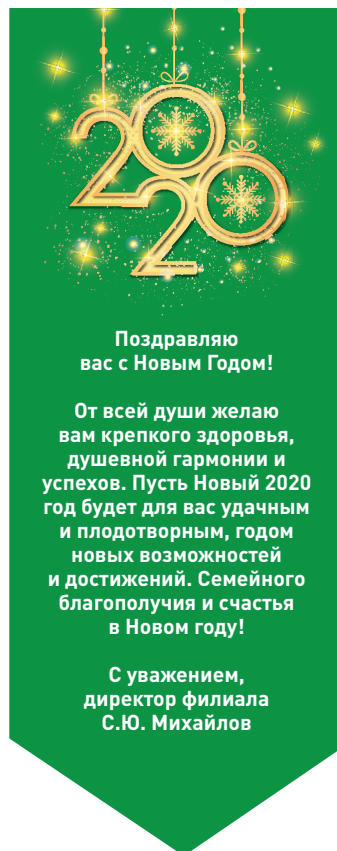 2020
Поздравляю
вас с Новым Годом!
От всей души желаю
вам крепкого здоровья,
душевной гармонии и
успехов. Пусть Новый 2020
год будет для вас удачным
и плодотворным, годом
новых возможностей
и достижений. Семейного
благополучия и счастья
в Новом году!
С уважением,
директор филиала
С.Ю. Михайлов